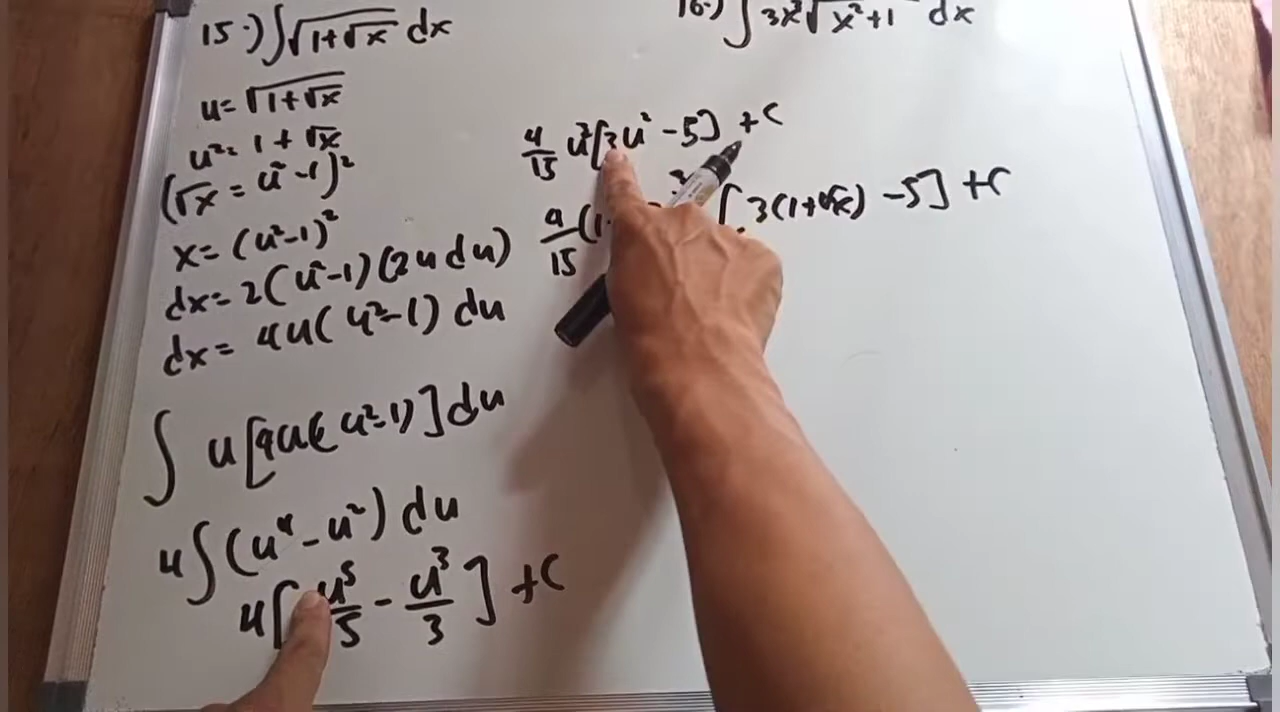 15.) ∫√(1+√x) dx
u = √(1+√x)
u² = 1 + √x
(√x = u² -1)²
x = (u²-1)²
dx = 2(u²-1)(2u du)
dx = 4u(u²-1) du
∫ u[4u(u²-1)] du
4∫(u⁴ - u²) du
4[u⁵/5 - u³/3] + C
16.) ∫ 3x³√(x²+1) dx
4/15 u³[3u² - 5] + C
4/15 (1 [3(1+√x) - 5] + C